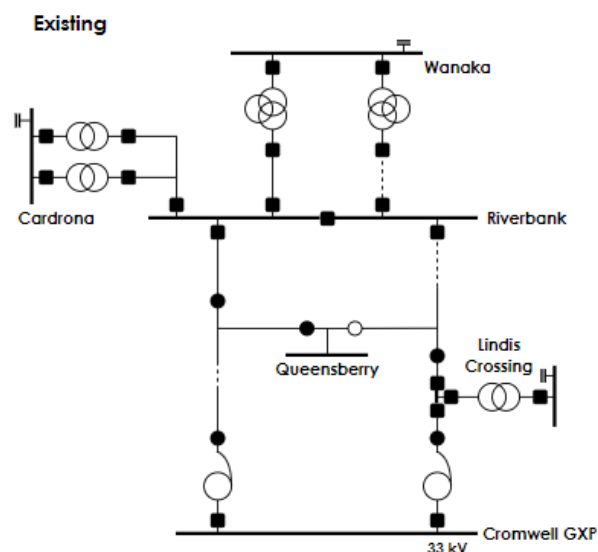 Existing
Wanaka
Cardrona
Riverbank
Queensberry
Lindis
Crossing
Cromwell GXP
33 kV